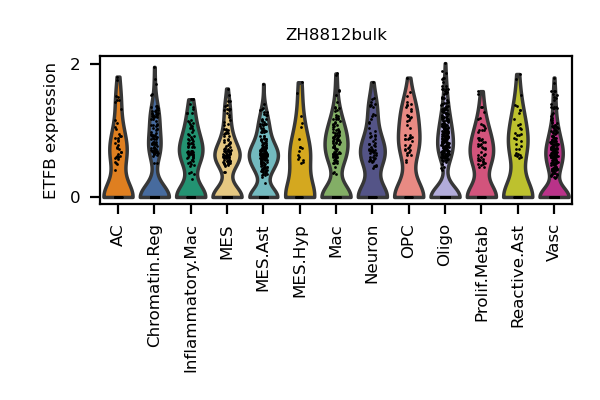 ZH8812bulk
ETFB expression
2
0
AC
Chromatin.Reg
Inflammatory.Mac
MES
MES.Ast
MES.Hyp
Mac
Neuron
OPC
Oligo
Prolif.Metab
Reactive.Ast
Vasc